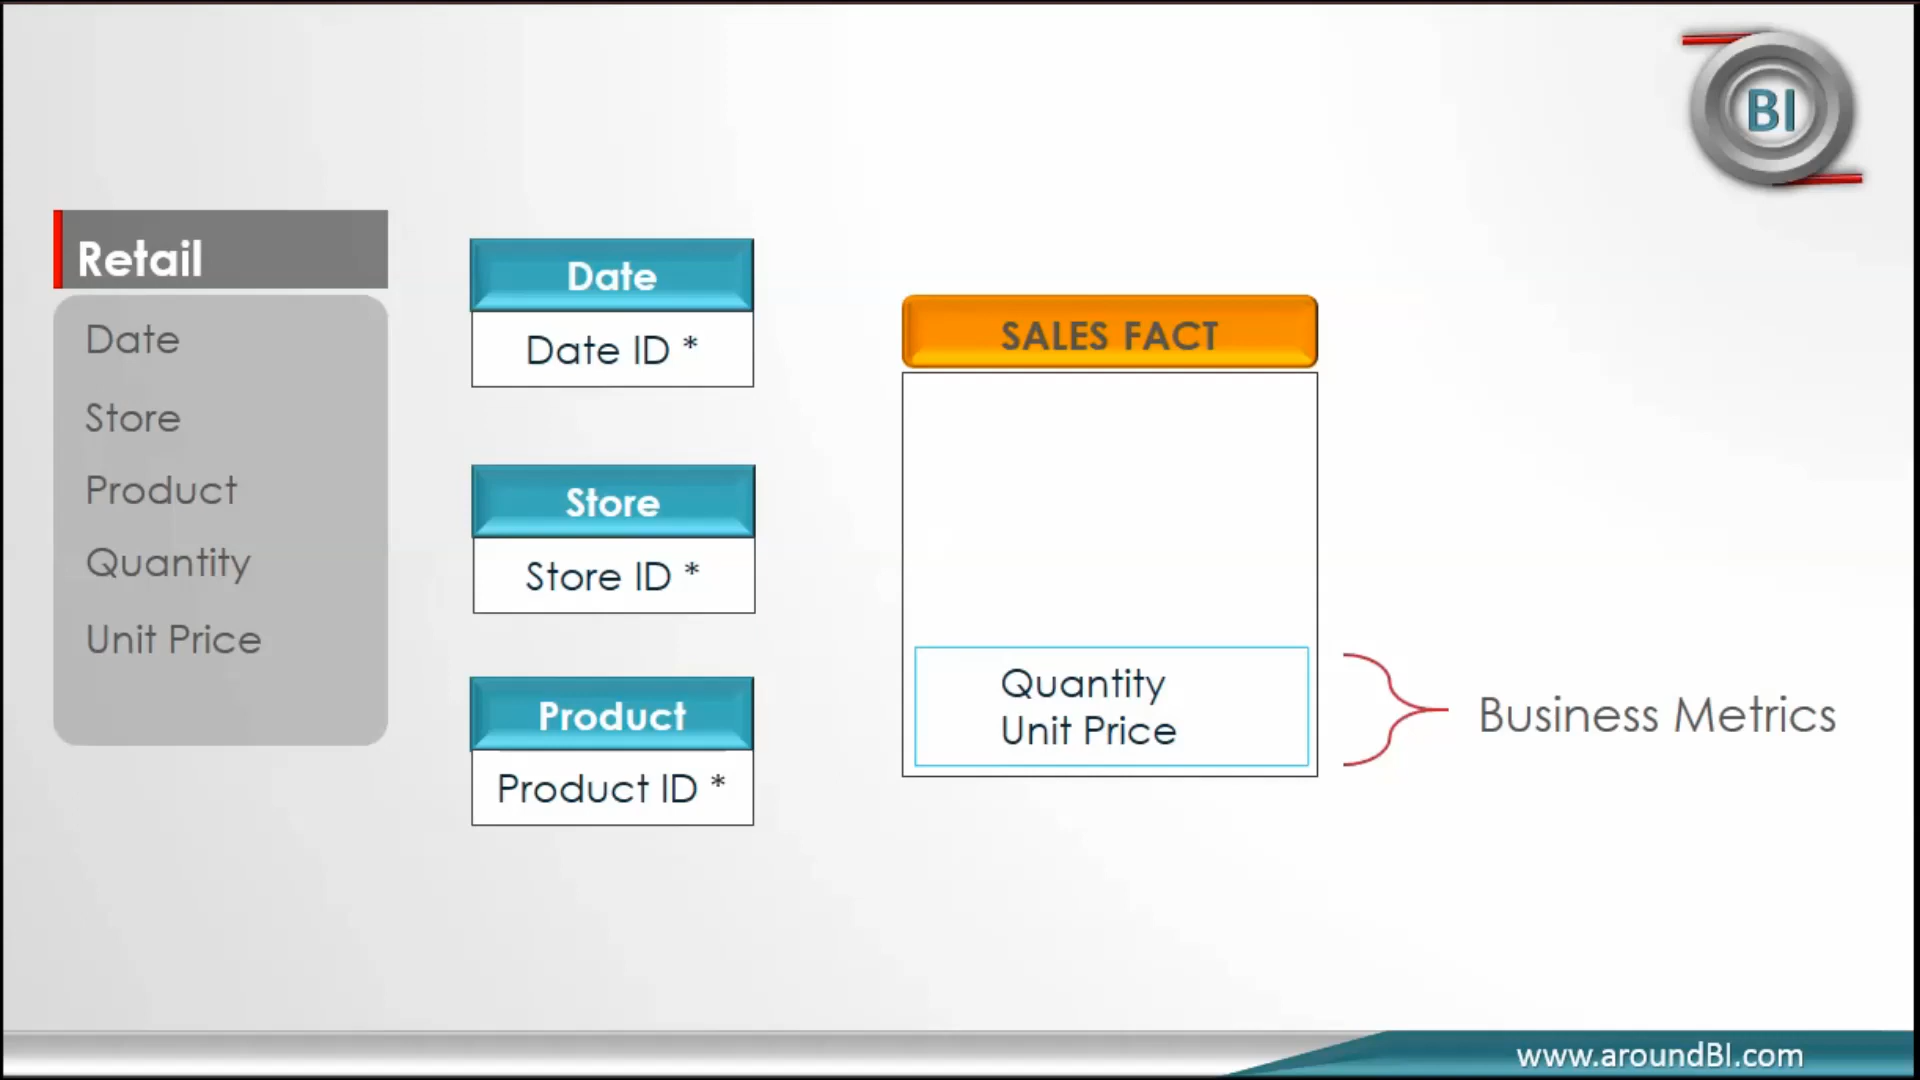 BI
Retail
Date
Store
Product
Quantity
Unit Price
Date
Date ID *
Store
Store ID *
Product
Product ID *
SALES FACT
Quantity
Unit Price
Business Metrics
www.aroundBI.com